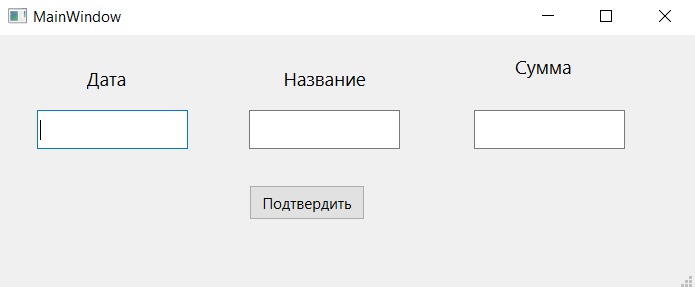 MainWindow
Дата
Название
Сумма
Подтвердить